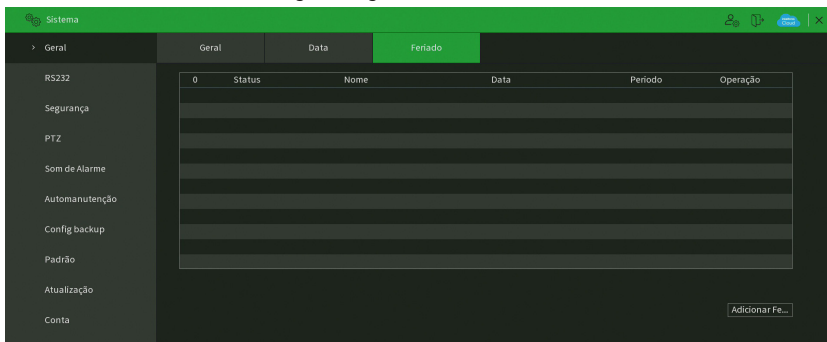 Sistema
Geral
RS232
Segurança
PTZ
Som de Alarme
Automanutenção
Config backup
Padrão
Atualização
Conta
Geral Data Feriado
0 Status Nome Data Período Operação
Adicionar Fe...